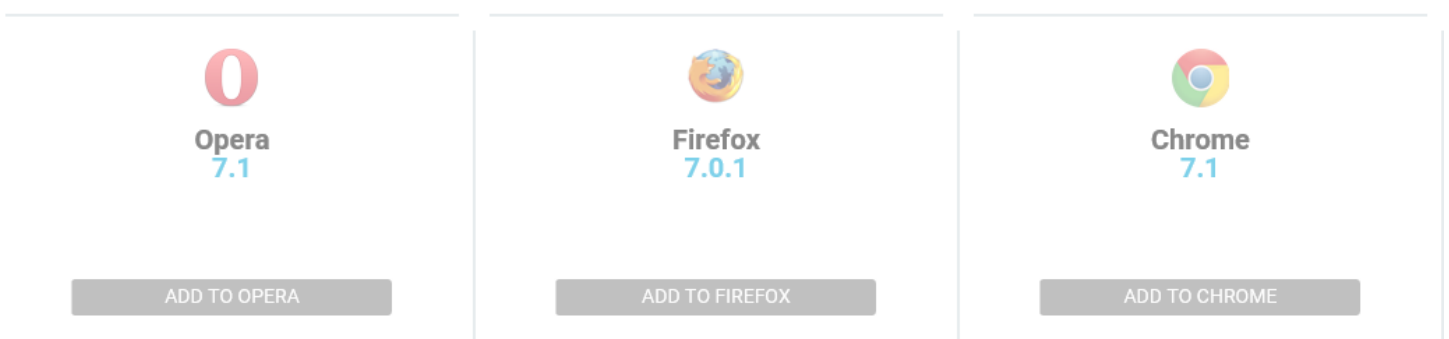 Opera
7.1
ADD TO OPERA
Firefox
7.0.1
ADD TO FIREFOX
Chrome
7.1
ADD TO CHROME